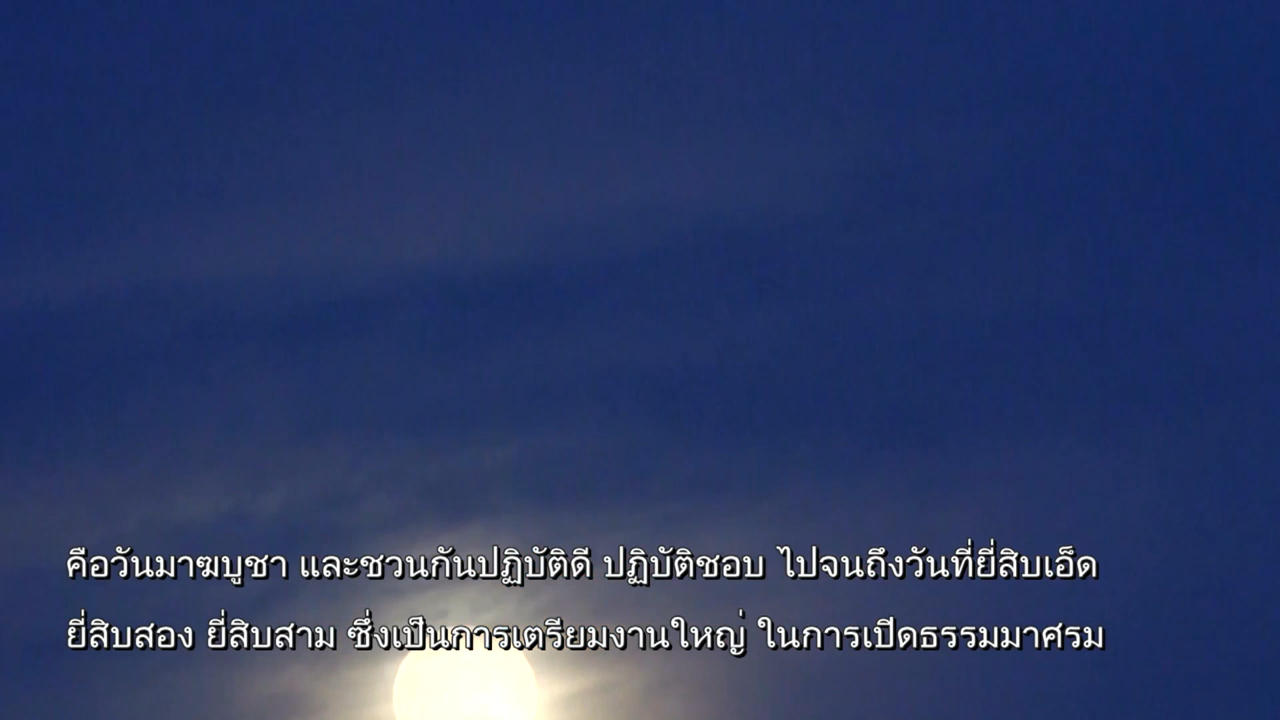 คือวันมาฆบูชา และชวนกันปฏิบัติดี ปฏิบัติชอบ ไปจนถึงวันที่ยี่สิบเอ็ด
ยี่สิบสอง ยี่สิบสาม ซึ่งเป็นการเตรียมงานใหญ่ ในการเปิดธรรมมาศรม